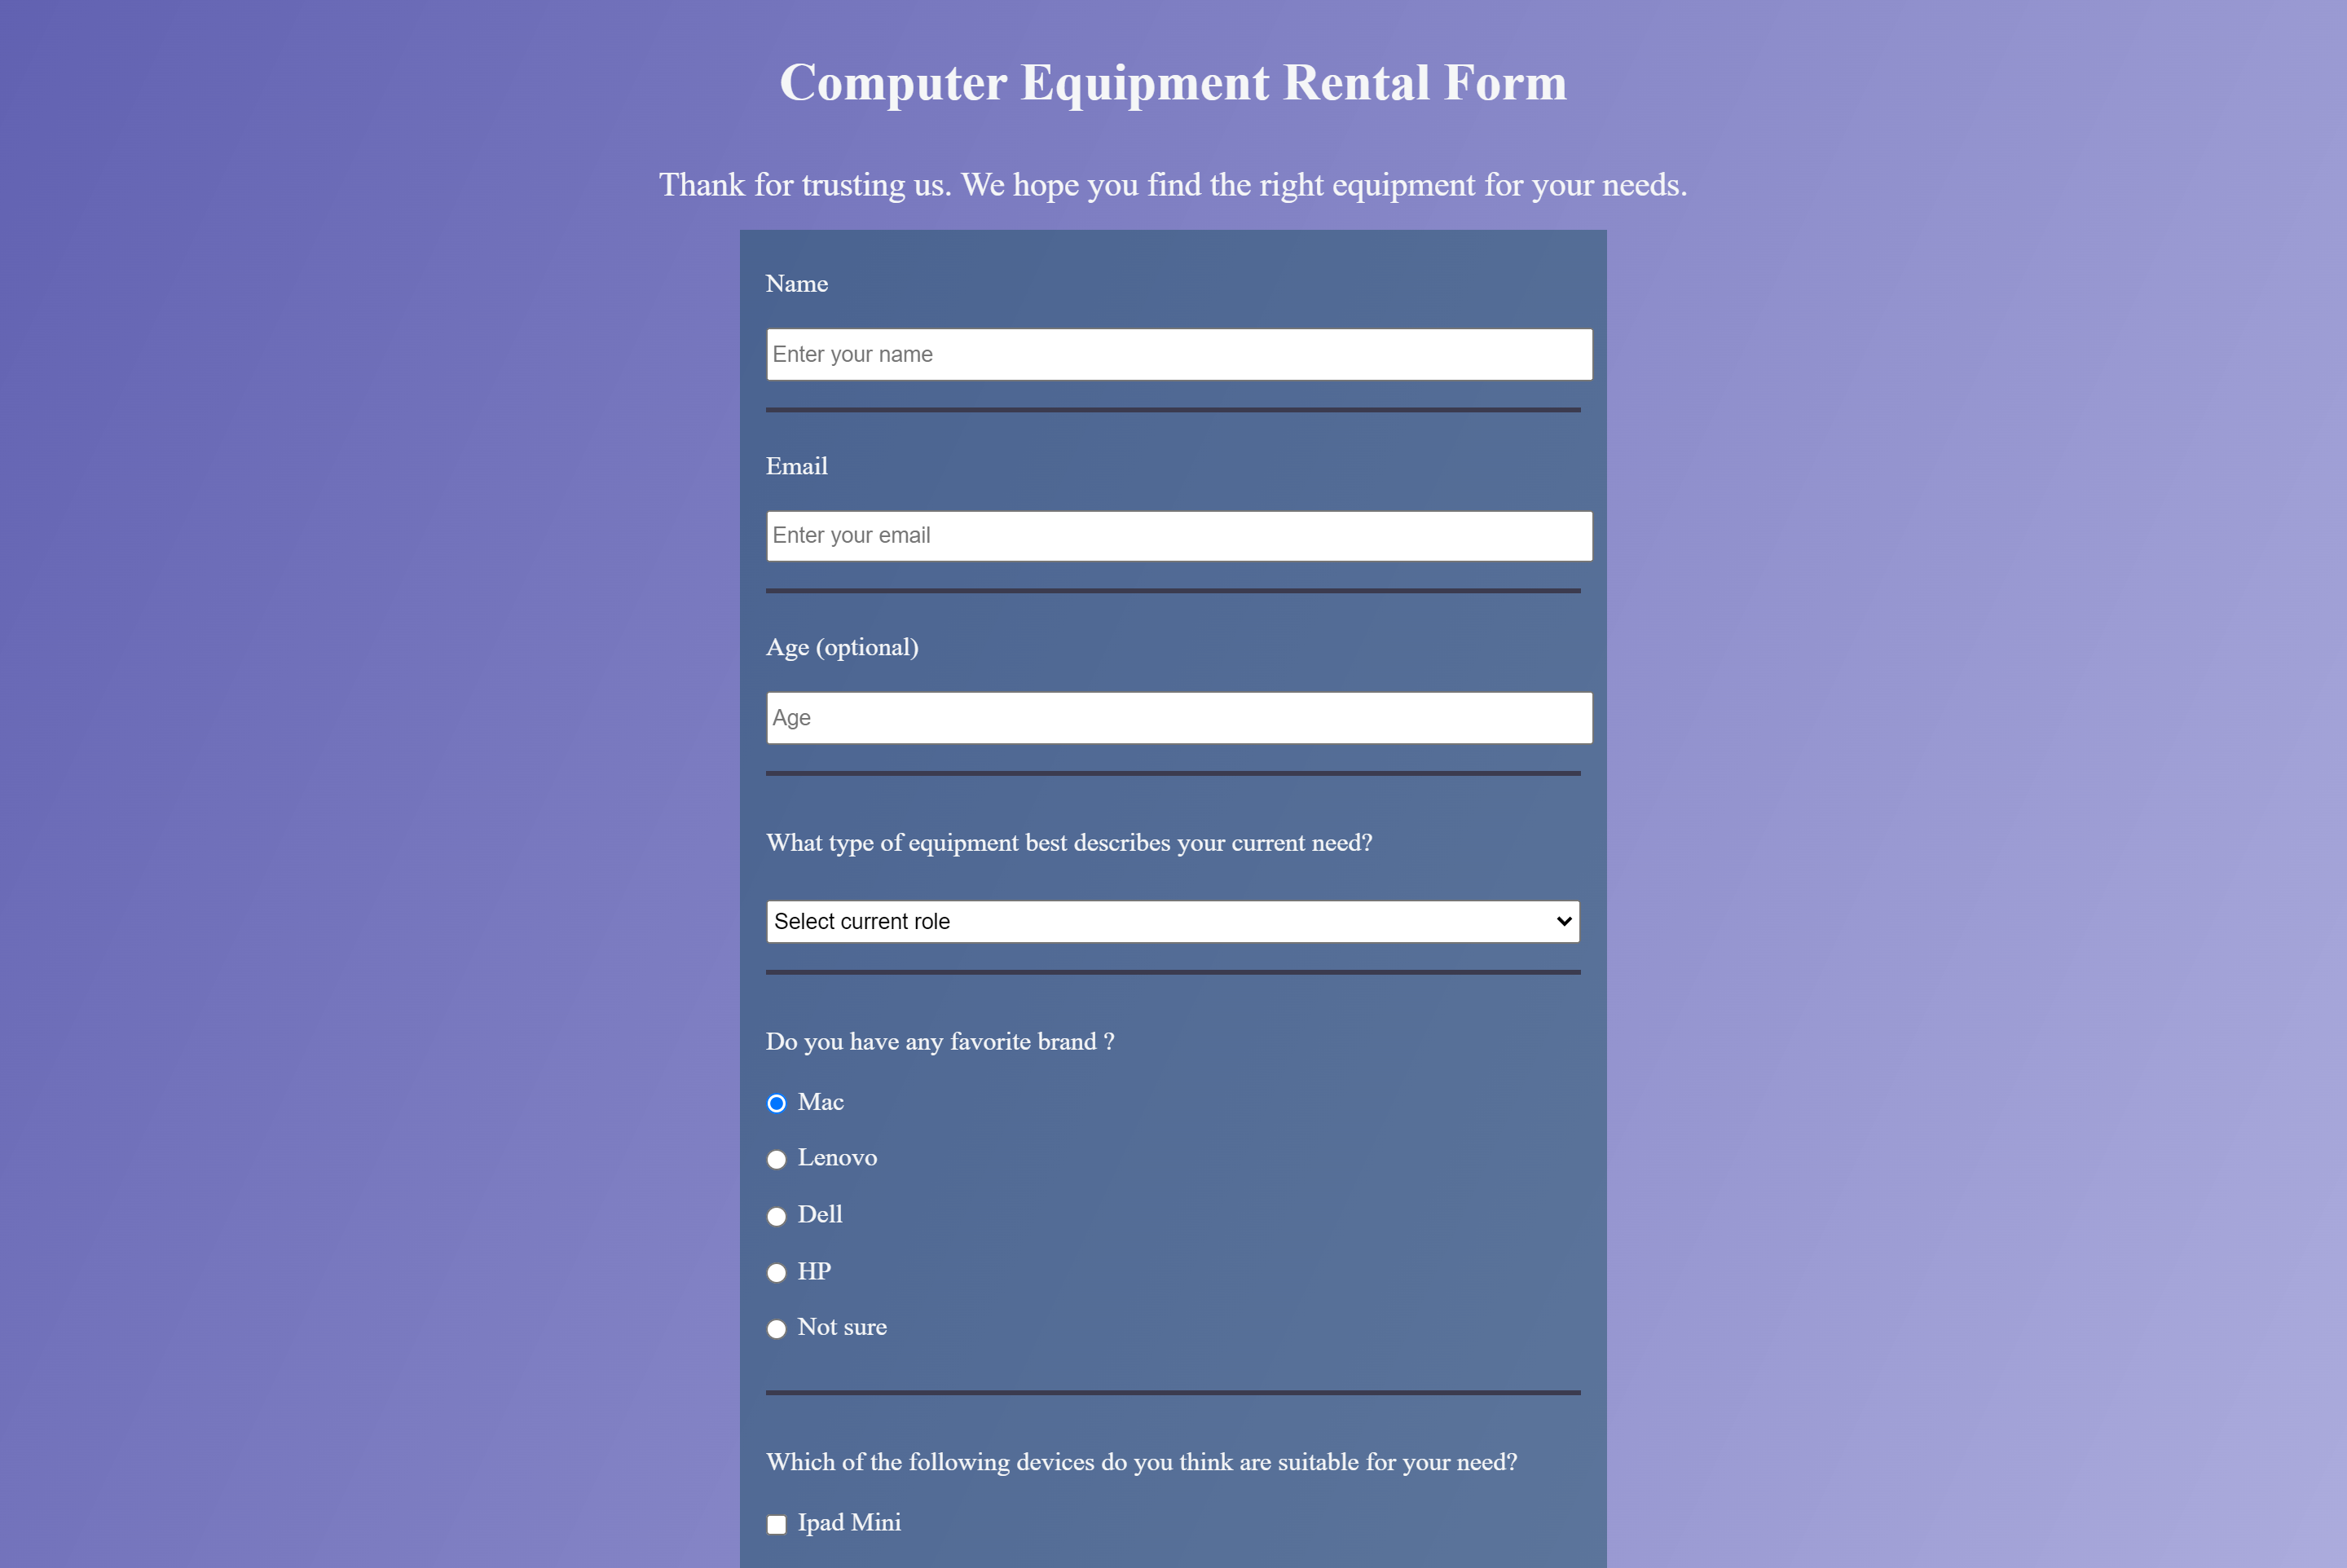 Computer Equipment Rental Form
Thank for trusting us. We hope you find the right equipment for your needs.
Name
Enter your name
Email
Enter your email
Age (optional)
Age
What type of equipment best describes your current need?
Select current role
Do you have any favorite brand ?
Mac
Lenovo
Dell
HP
Not sure
Which of the following devices do you think are suitable for your need?
Ipad Mini